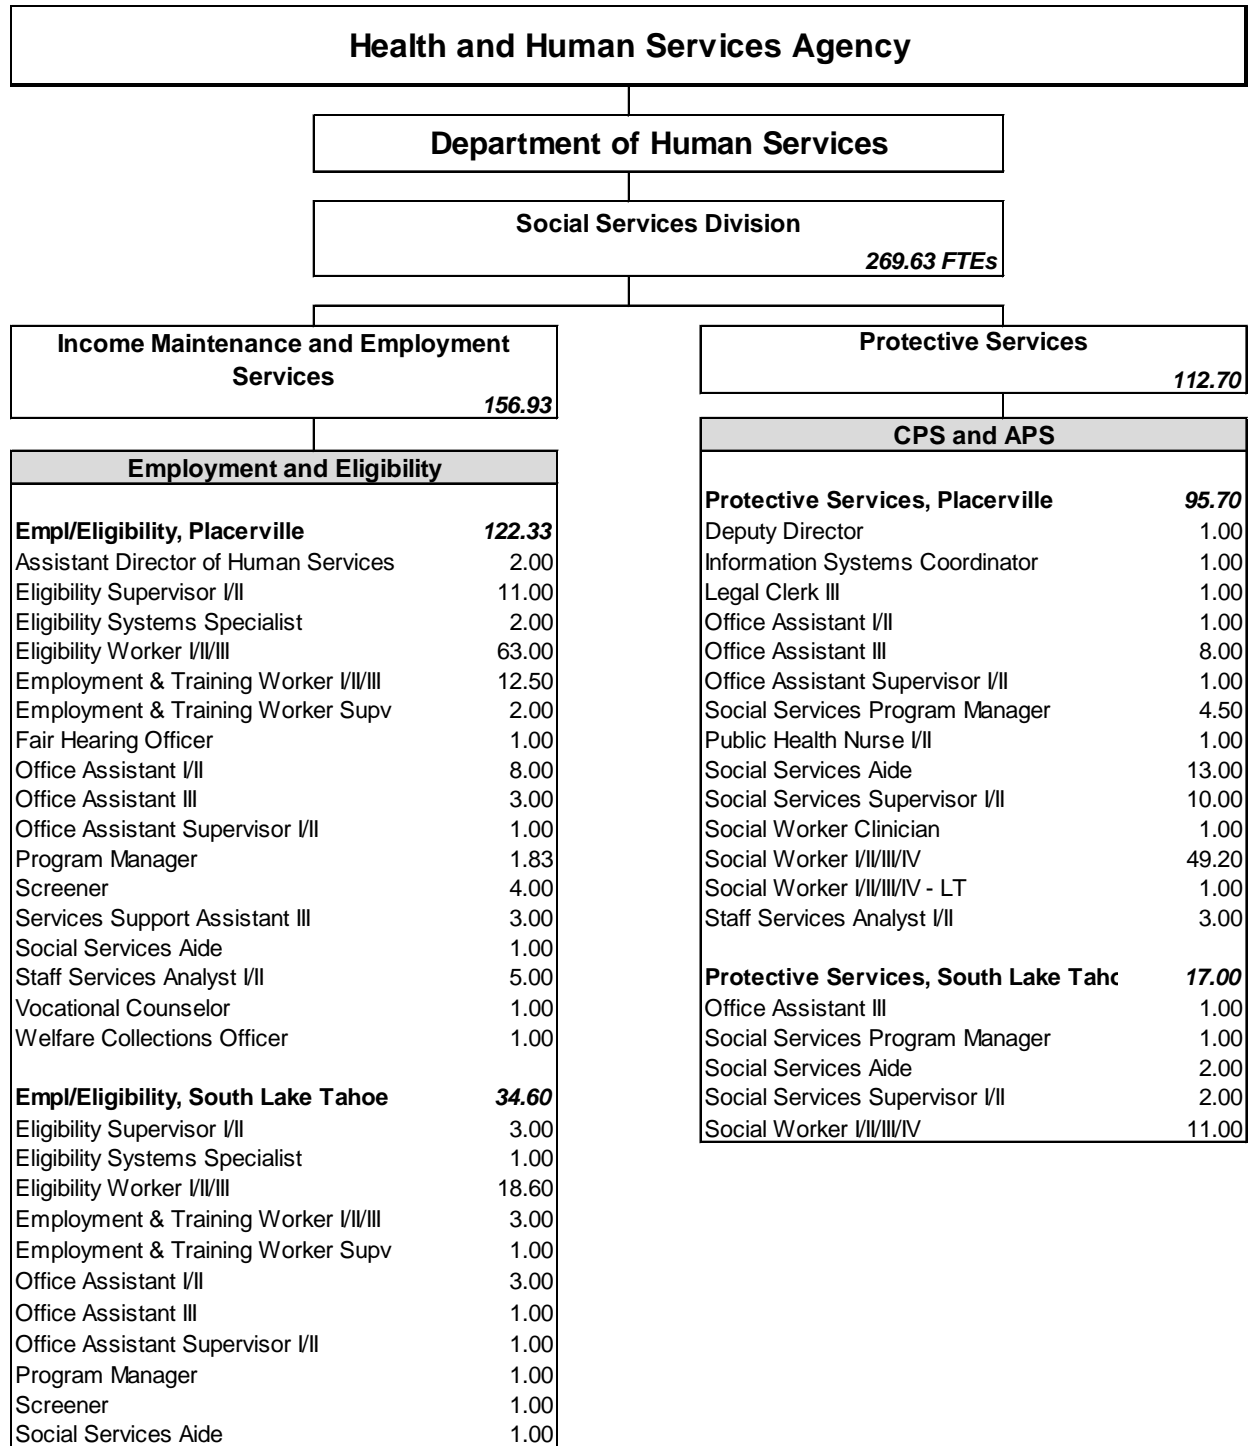 Health and Human Services Agency
Department of Human Services
Social Services Division
269.63 FTEs
Income Maintenance and Employment
Services
156.93
Employment and Eligibility
Empl/Eligibility, Placerville 122.33
Assistant Director of Human Services 2.00
Eligibility Supervisor I/II 11.00
Eligibility Systems Specialist 2.00
Eligibility Worker I/II/III 63.00
Employment & Training Worker I/II/III 12.50
Employment & Training Worker Supv 2.00
Fair Hearing Officer 1.00
Office Assistant I/II 8.00
Office Assistant III 3.00
Office Assistant Supervisor I/II 1.00
Program Manager 1.83
Screener 4.00
Services Support Assistant III 3.00
Social Services Aide 1.00
Staff Services Analyst I/II 5.00
Vocational Counselor 1.00
Welfare Collections Officer 1.00
Empl/Eligibility, South Lake Tahoe 34.60
Eligibility Supervisor I/II 3.00
Eligibility Systems Specialist 1.00
Eligibility Worker I/II/III 18.60
Employment & Training Worker I/II/III 3.00
Employment & Training Worker Supv 1.00
Office Assistant I/II 3.00
Office Assistant III 1.00
Office Assistant Supervisor I/II 1.00
Program Manager 1.00
Screener 1.00
Social Services Aide 1.00
Protective Services
112.70
CPS and APS
Protective Services, Placerville 95.70
Deputy Director 1.00
Information Systems Coordinator 1.00
Legal Clerk III 1.00
Office Assistant I/II 1.00
Office Assistant III 8.00
Office Assistant Supervisor I/II 1.00
Social Services Program Manager 4.50
Public Health Nurse I/II 1.00
Social Services Aide 13.00
Social Services Supervisor I/II 10.00
Social Worker Clinician 1.00
Social Worker I/II/III/IV 49.20
Social Worker I/II/III/IV - LT 1.00
Staff Services Analyst I/II 3.00
Protective Services, South Lake Taho 17.00
Office Assistant III 1.00
Social Services Program Manager 1.00
Social Services Aide 2.00
Social Services Supervisor I/II 2.00
Social Worker I/II/III/IV 11.00